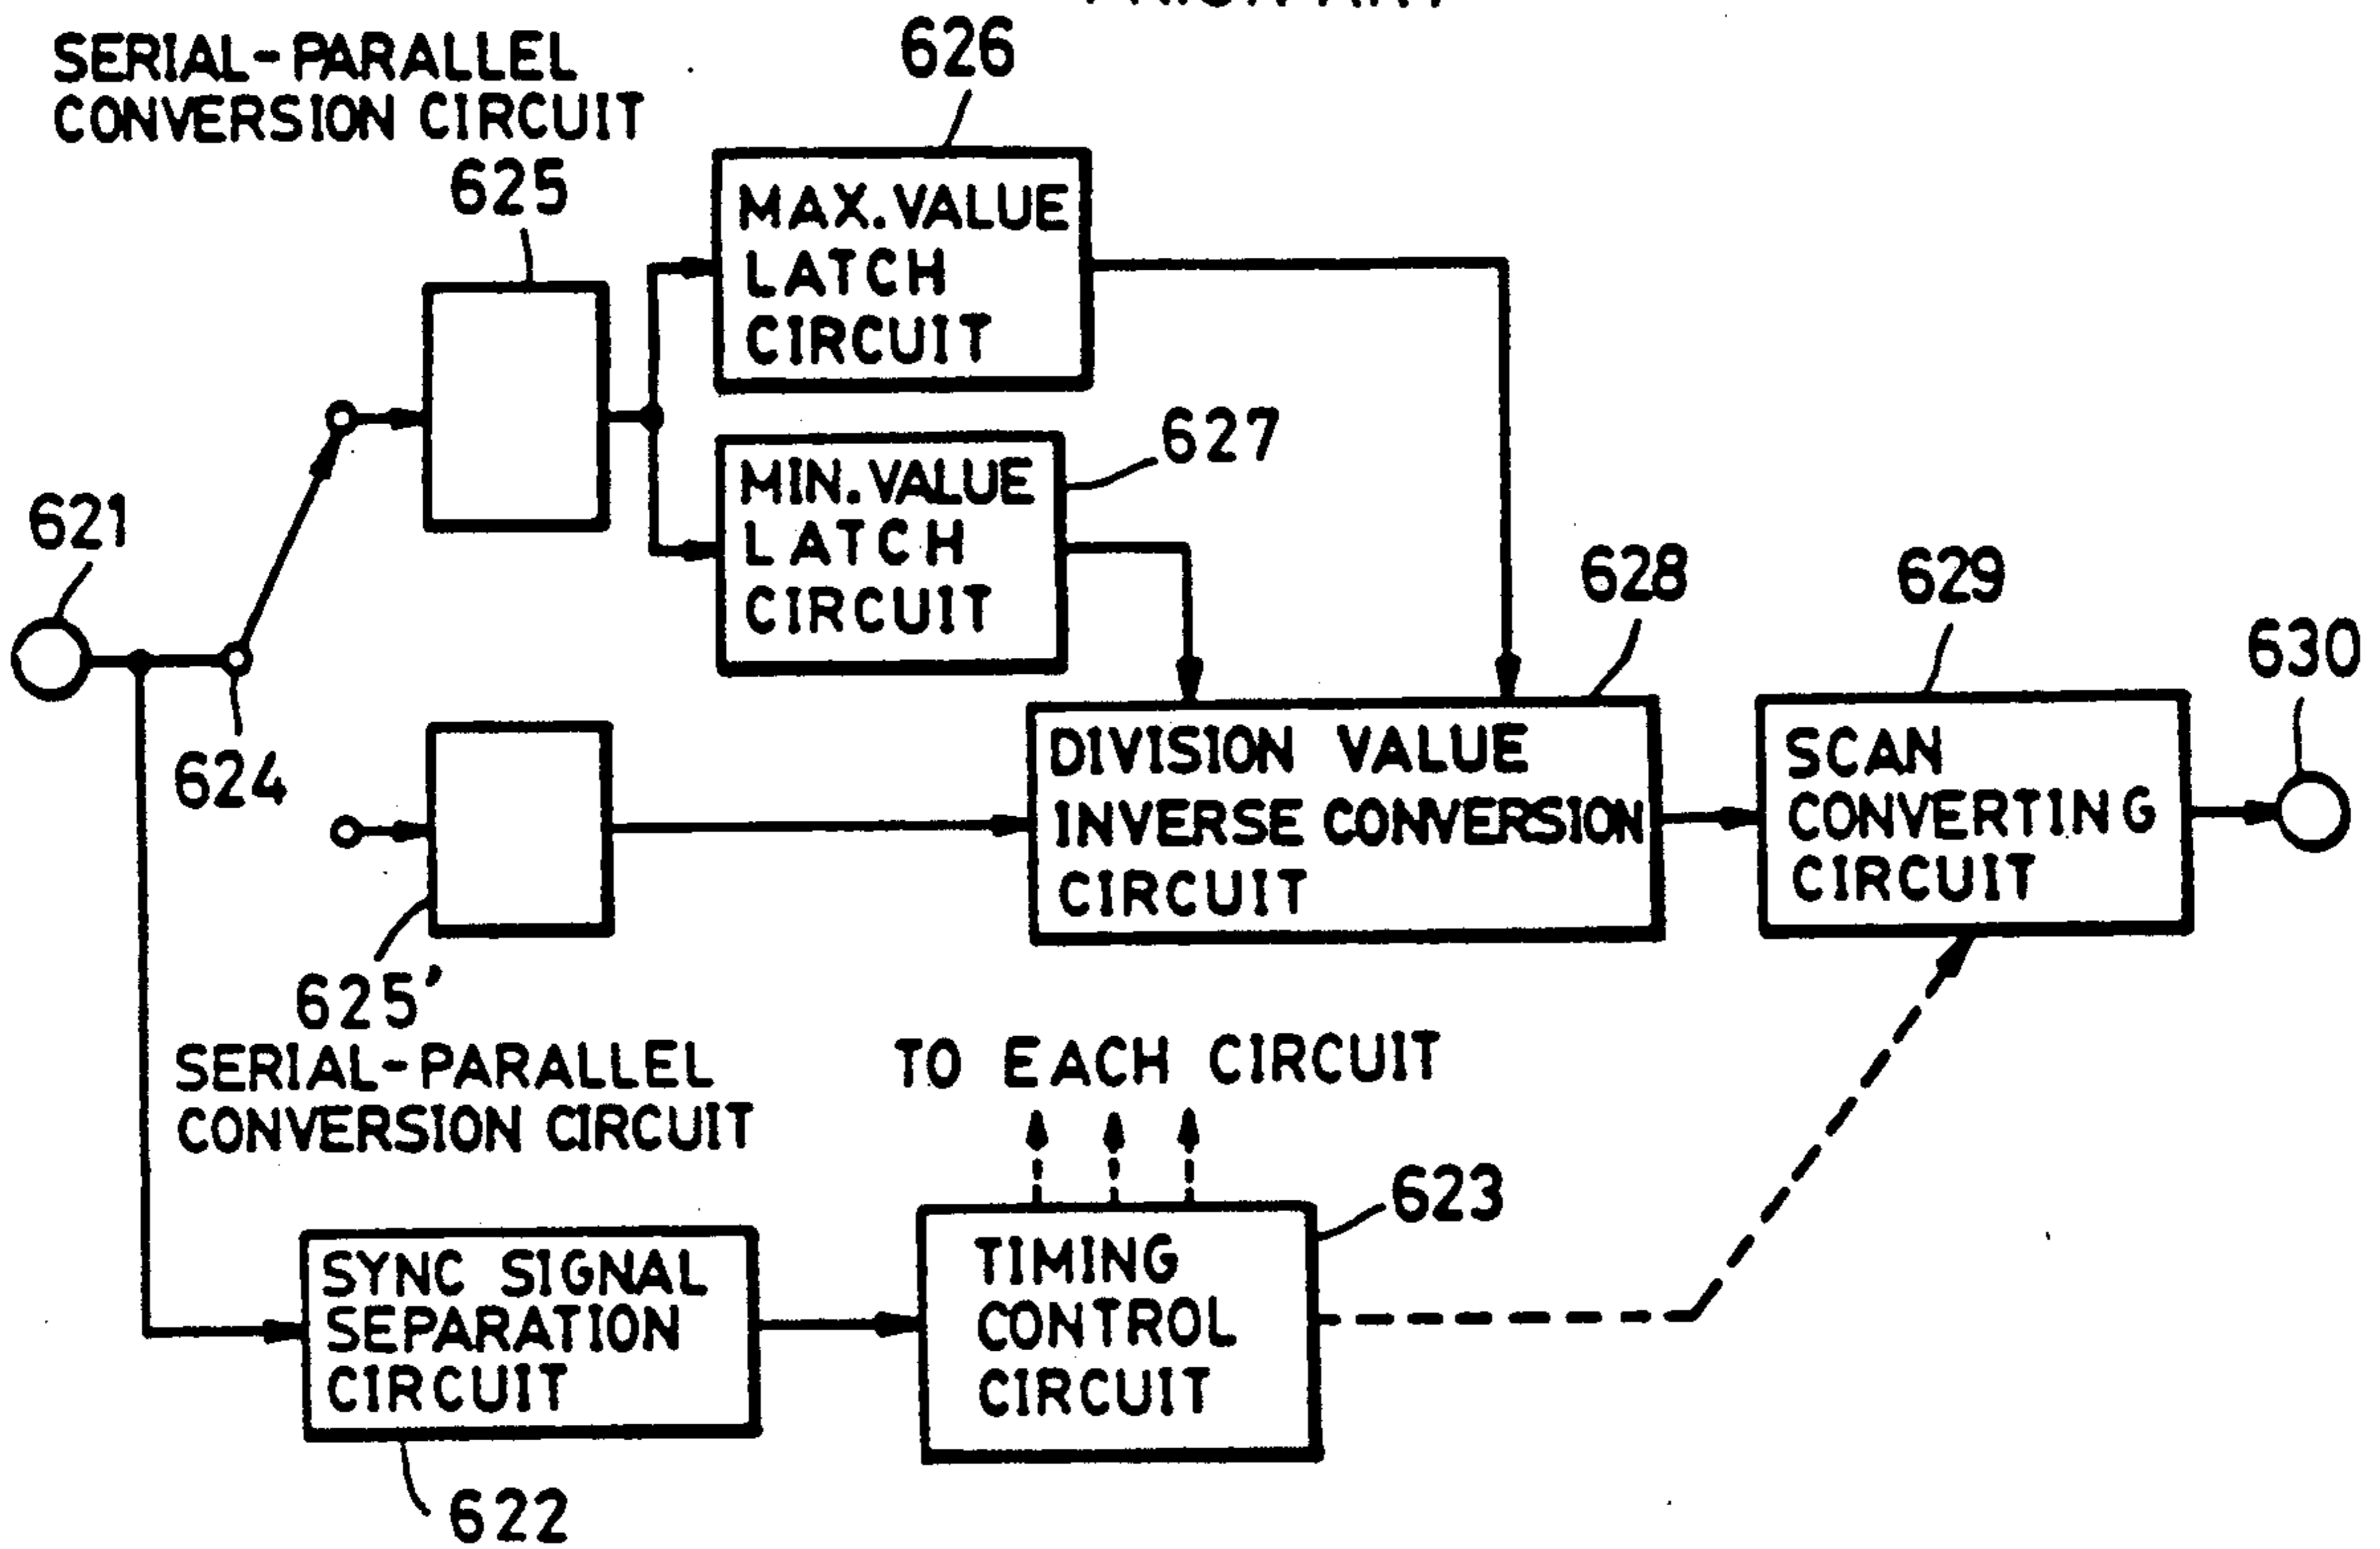 SERIAL-PARALLEL
CONVERSION CIRCUIT
625
626
MAX.VALUE
LATCH
CIRCUIT
627
MIN.VALUE
LATCH
CIRCUIT
621
624
628
DIVISION VALUE
INVERSE CONVERSION
CIRCUIT
629
SCAN
CONVERTING
CIRCUIT
630
625'
SERIAL-PARALLEL
CONVERSION CIRCUIT
TO EACH CIRCUIT
623
TIMING
CONTROL
CIRCUIT
SYNC SIGNAL
SEPARATION
CIRCUIT
622